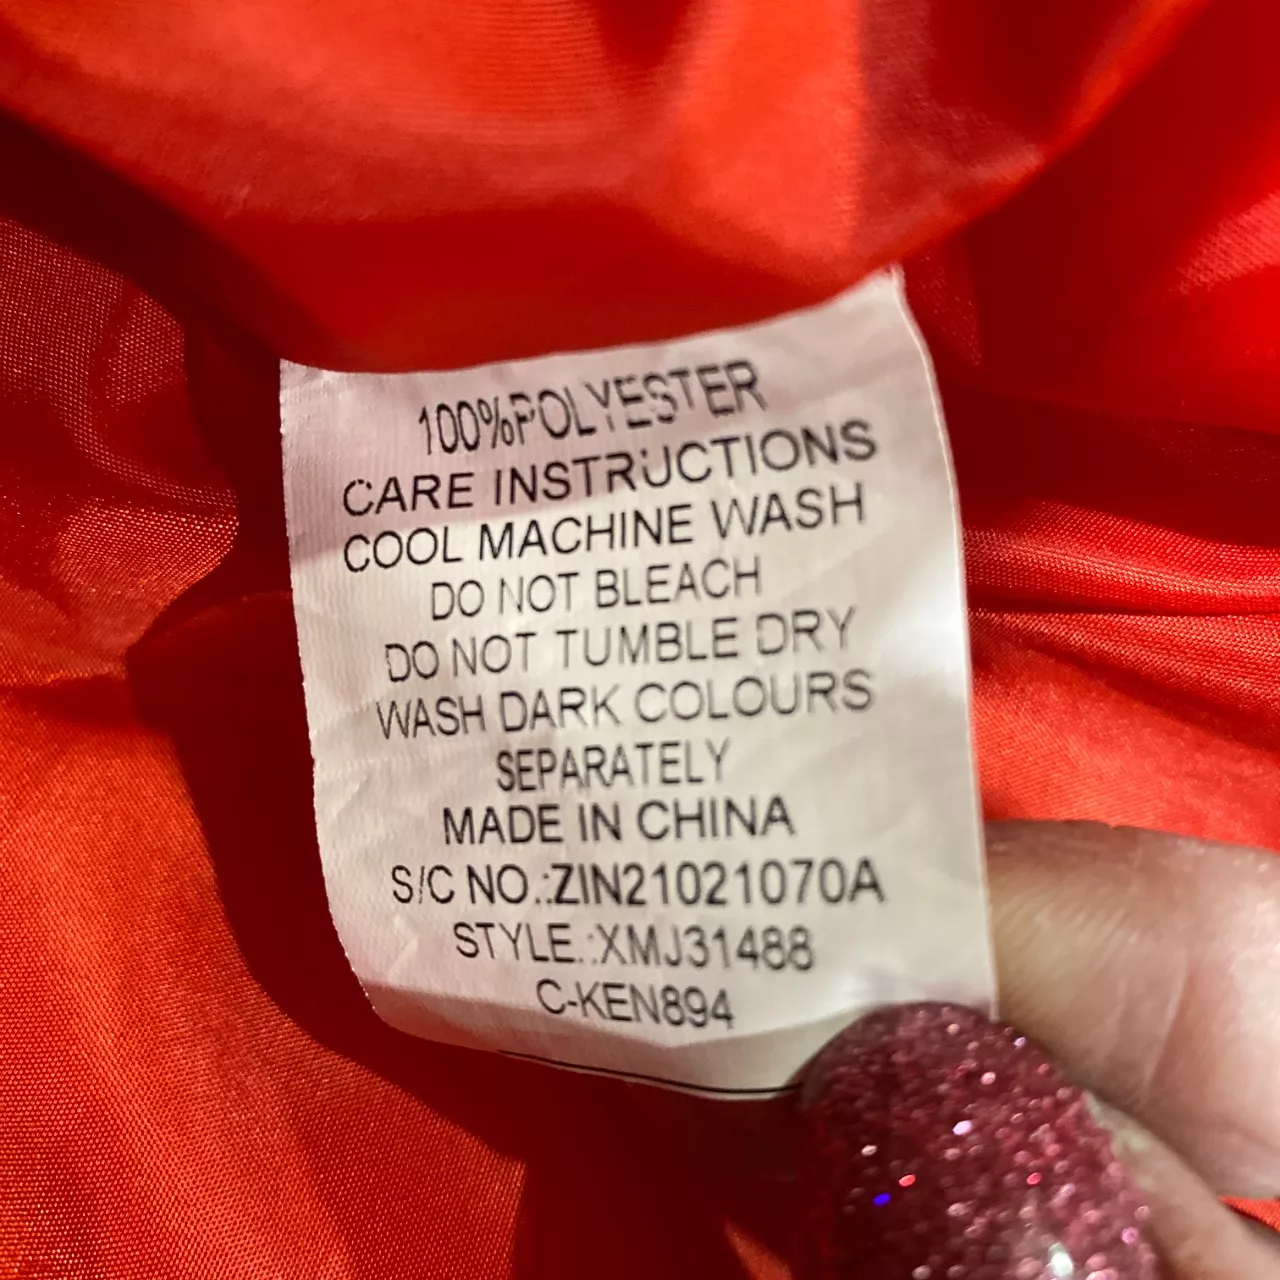 100%POLYESTER
CARE INSTRUCTIONS
COOL MACHINE WASH
DO NOT BLEACH
DO NOT TUMBLE DRY
WASH DARK COLOURS
SEPARATELY
MADE IN CHINA
S/C NO.:ZIN21021070A
STYLE.:XMJ31488
C-KEN894